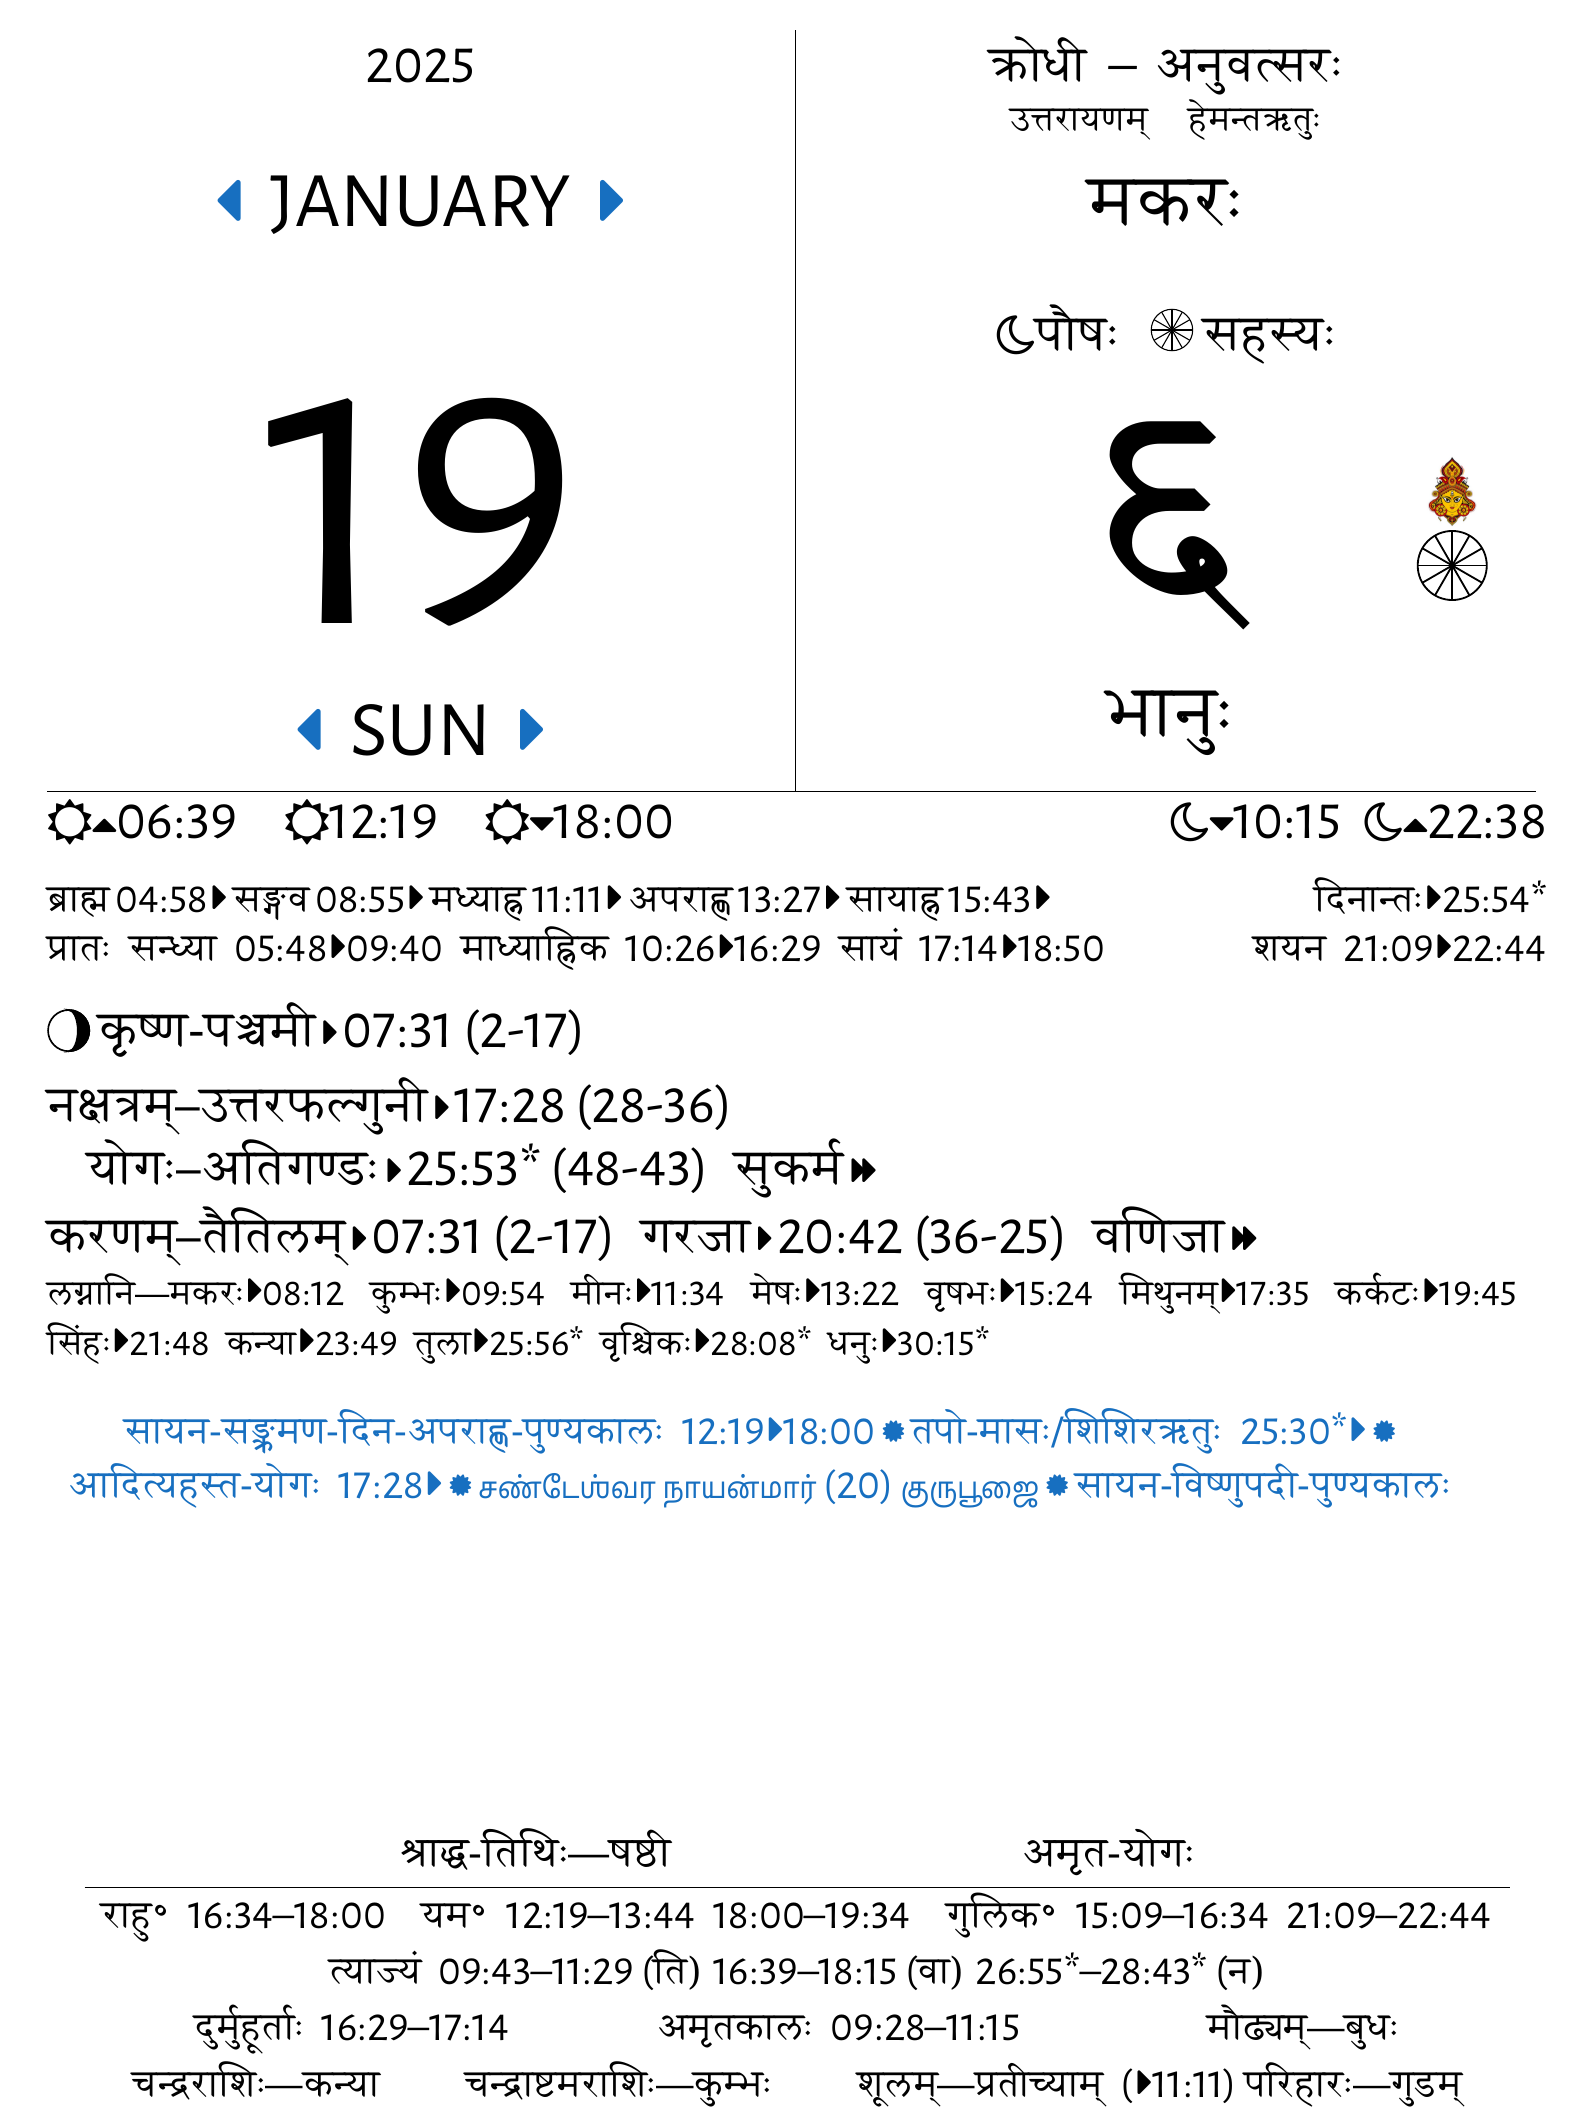 2025
JANUARY
19
SUN
क्रोधी – अनुवत्सरः
उत्तरायणम् हेमन्तऋतुः
मकरः
पौषः सहस्यः
६
भानुः
06:39 12:19 18:00 10:15 22:38
ब्राह्म 04:58 सङ्गव 08:55 मध्याह्न 11:11 अपराह्ण 13:27 सायाह्न 15:43 दिनान्तः 25:54*
प्रातः सन्ध्या 05:48 09:40 माध्याह्निक 10:26 16:29 सायं 17:14 18:50 शयन 21:09 22:44
कृष्ण-पञ्चमी 07:31 (2-17)
नक्षत्रम्–उत्तरफल्गुनी 17:28 (28-36)
योगः–अतिगण्डः 25:53* (48-43) सुकर्म
करणम्–तैतिलम् 07:31 (2-17) गरजा 20:42 (36-25) वणिजा
लग्नानि—मकरः 08:12 कुम्भः 09:54 मीनः 11:34 मेषः 13:22 वृषभः 15:24 मिथुनम् 17:35 कर्कटः 19:45
सिंहः 21:48 कन्या 23:49 तुला 25:56* वृश्चिकः 28:08* धनुः 30:15*
सायन-सङ्क्रमण-दिन-अपराह्ण-पुण्यकालः 12:19 18:00 तपो-मासः/शिशिरऋतुः 25:30*
आदित्यहस्त-योगः 17:28 சண்டேஶ்வர நாயன்மார் (20) குருபூஜை सायन-विष्णुपदी-पुण्यकालः
श्राद्ध-तिथिः—षष्ठी अमृत-योगः
राहु॰ 16:34–18:00 यम॰ 12:19–13:44 18:00–19:34 गुलिक॰ 15:09–16:34 21:09–22:44
त्याज्यं 09:43–11:29 (ति) 16:39–18:15 (वा) 26:55*–28:43* (न)
दुर्मुहूर्ताः 16:29–17:14 अमृतकालः 09:28–11:15 मौढ्यम्—बुधः
चन्द्रराशिः—कन्या चन्द्राष्टमराशिः—कुम्भः शूलम्—प्रतीच्याम् (11:11) परिहारः—गुडम्